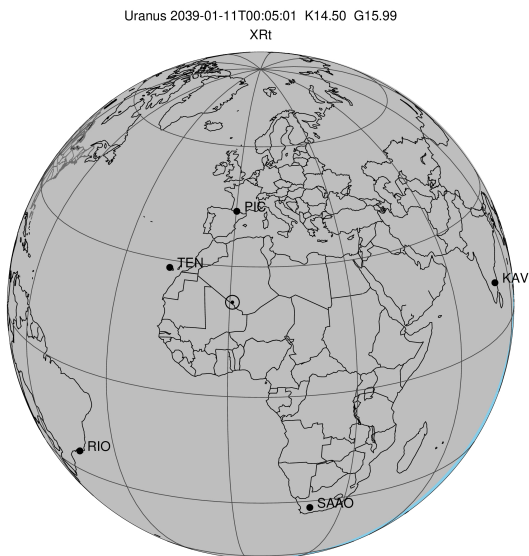 Uranus 2039-01-11T00:05:01 K14.50 G15.99
XRt
PIC
TEN
KAV
RIO
SAAO